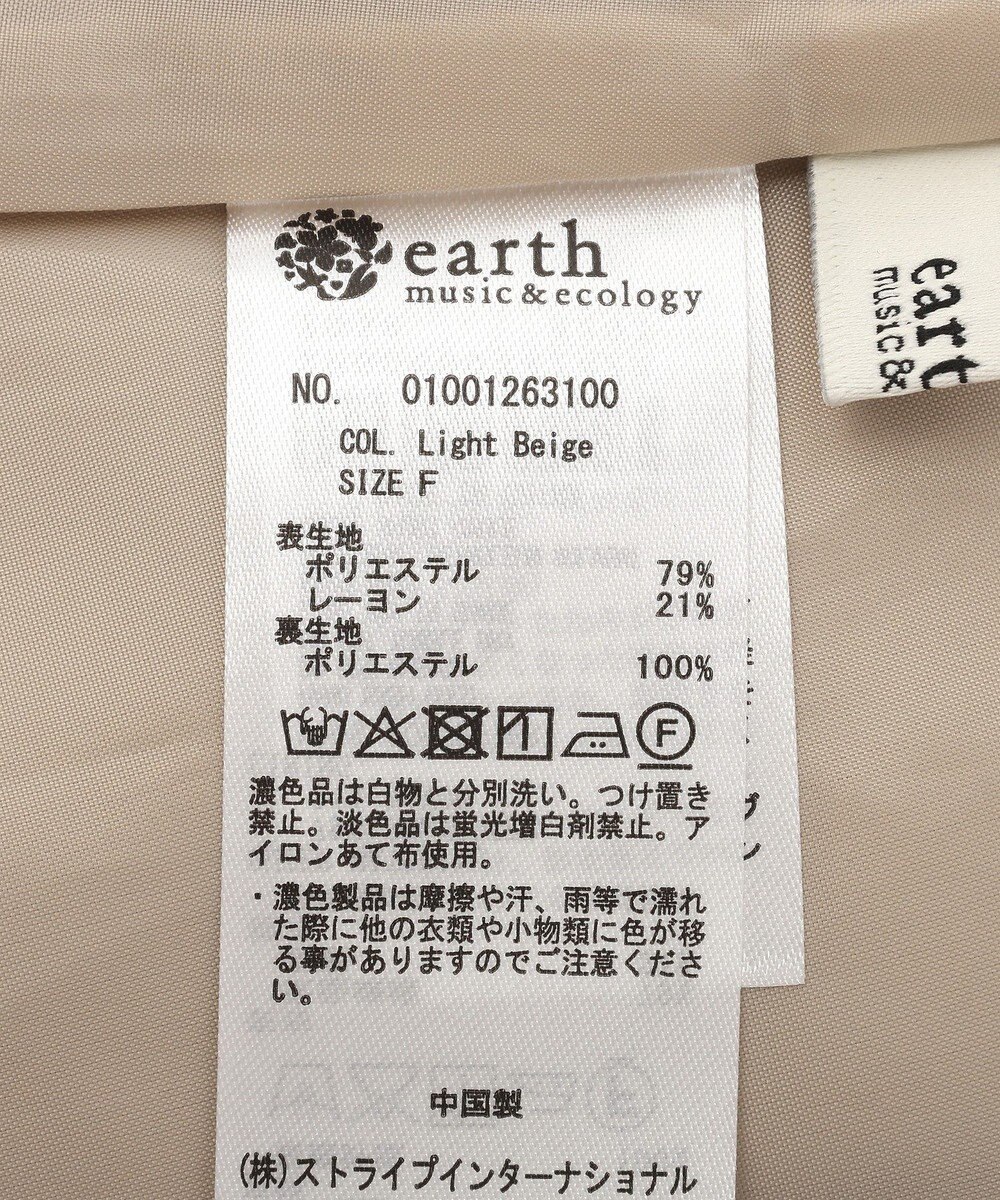 earth
music&ecology
NO. 01001263100
COL. Light Beige
SIZE F
表生地
ポリエステル 79%
レーヨン 21%
裏生地
ポリエステル 100%
F
濃色品は白物と分別洗い。つけ置き
禁止。淡色品は蛍光増白剤禁止。ア
イロンあて布使用。
・濃色製品は摩擦や汗、雨等で濡れ
た際に他の衣類や小物類に色が移
る事がありますのでご注意くださ
い。
中国製
(株)ストライプインターナショナル
eart
music&